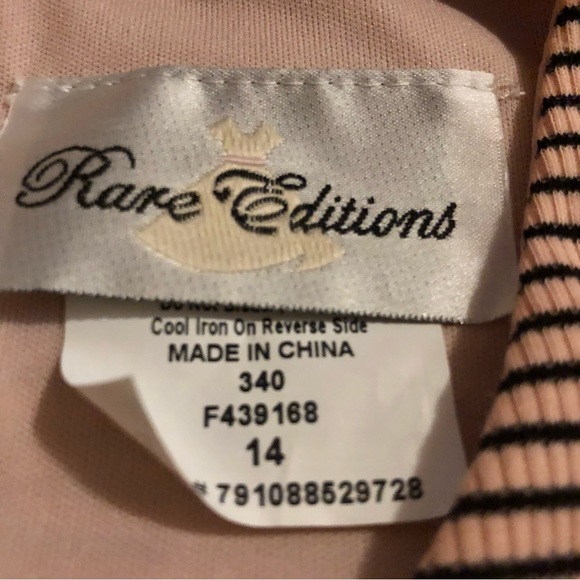 Rare Editions
Cool Iron On Reverse Side
MADE IN CHINA
340
F439168
14
# 791088529728